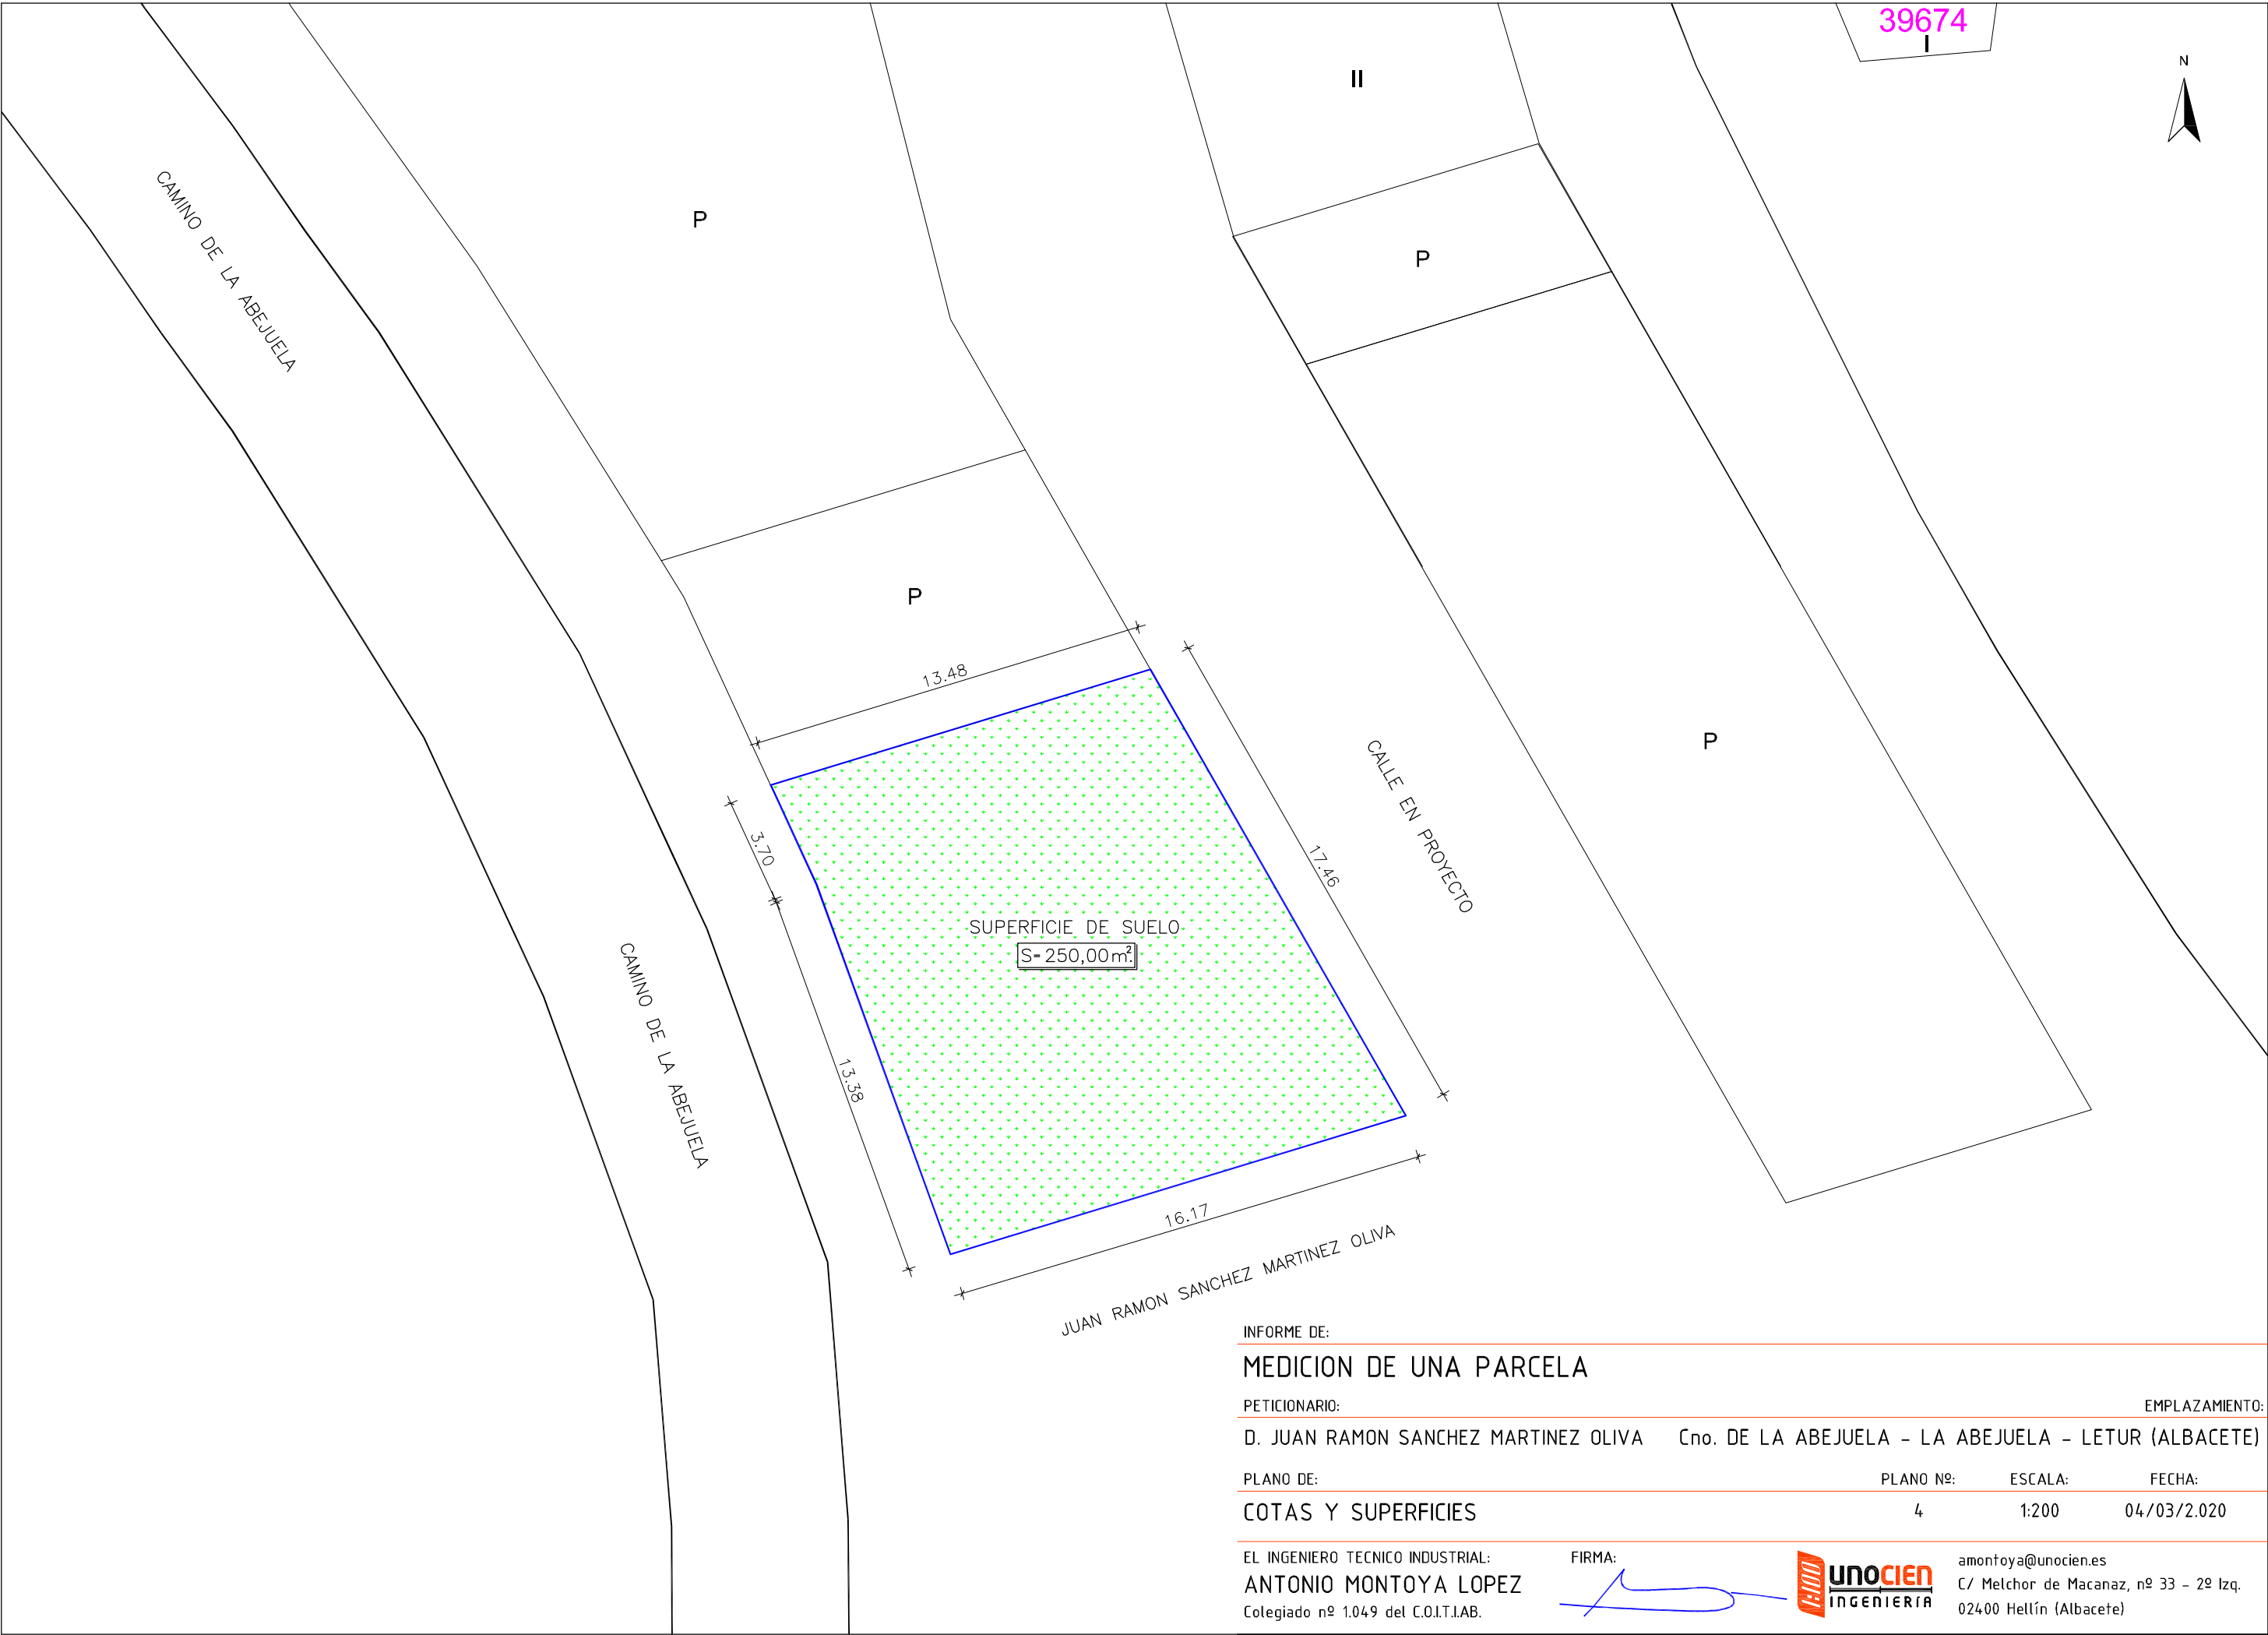 39674
I
N
II
CAMINO DE LA ABEJUELA
P
P
P
13.48
P
CALLE EN PROYECTO
3.70
17.46
SUPERFICIE DE SUELO
S= 250,00m².
CAMINO DE LA ABEJUELA
13.38
16.17
JUAN RAMON SANCHEZ MARTINEZ OLIVA
INFORME DE:
MEDICION DE UNA PARCELA
PETICIONARIO: EMPLAZAMIENTO:
D. JUAN RAMON SANCHEZ MARTINEZ OLIVA Cno. DE LA ABEJUELA - LA ABEJUELA - LETUR (ALBACETE)
PLANO DE: PLANO Nº: ESCALA: FECHA:
COTAS Y SUPERFICIES 4 1:200 04/03/2.020
EL INGENIERO TECNICO INDUSTRIAL: FIRMA:
ANTONIO MONTOYA LOPEZ
Colegiado nº 1.049 del C.O.I.T.I.AB.
UNOCIEN
INGENIERIA
amontoya@unocien.es
C/ Melchor de Macanaz, nº 33 - 2º Izq.
02400 Hellín (Albacete)